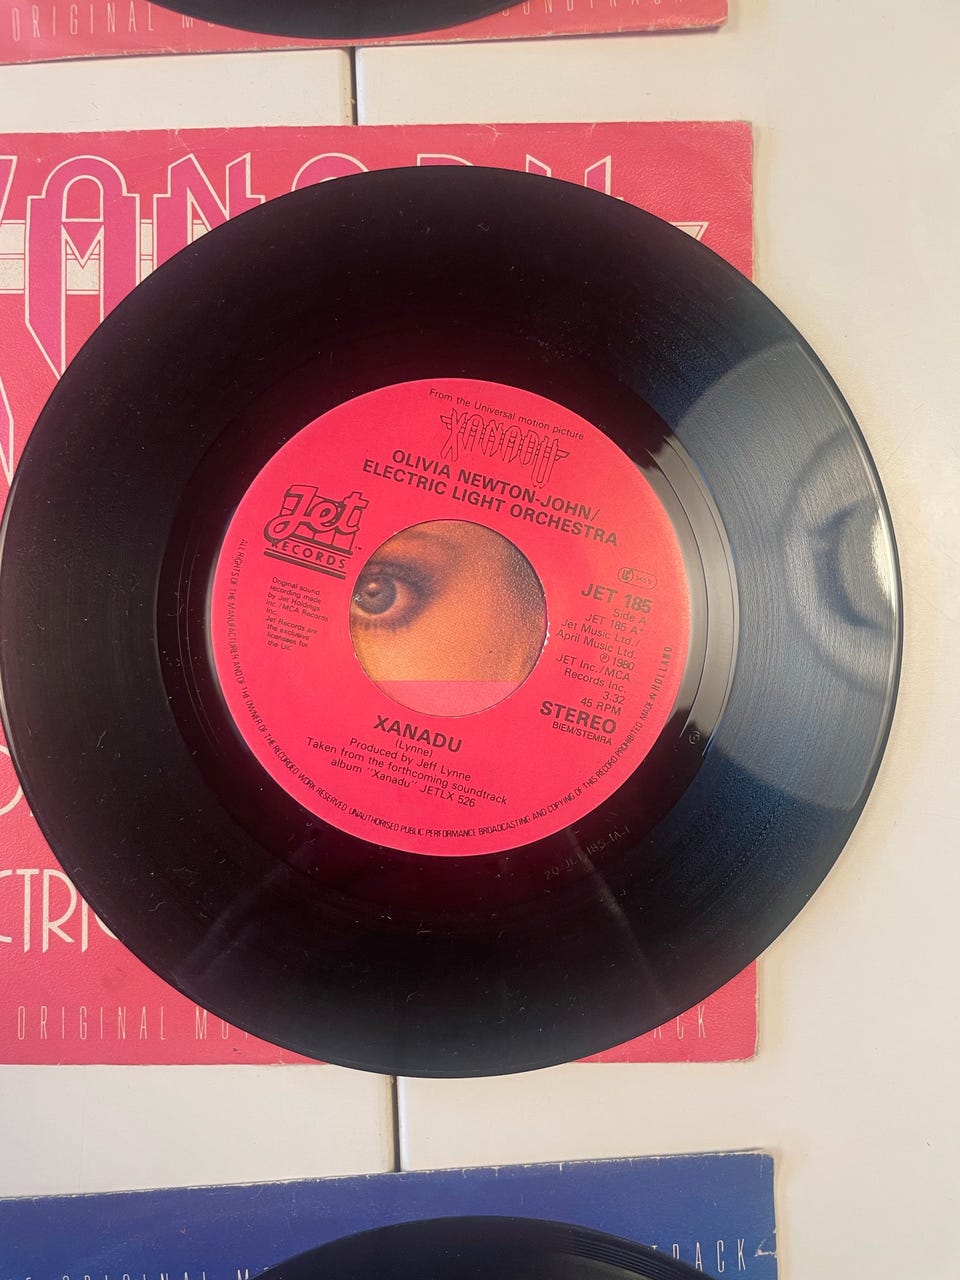 ORIGINAL
XANADU
From the Universal motion picture
XANADU
OLIVIA NEWTON-JOHN/
ELECTRIC LIGHT ORCHESTRA
Jet
RECORDS
Original sound
recording made
by Jet Holdings
Inc./MCA Records
Inc.
Jet Records are
the exclusive
licensees for
the UK
LC 3455
JET 185
Side A
JET 185 A
Jet Music Ltd./
April Music Ltd.
℗ 1980
JET Inc./MCA
Records Inc.
3.32
45 RPM
STEREO
BIEM/STEMRA
XANADU
(Lynne)
Produced by Jeff Lynne
Taken from the forthcoming soundtrack
album "Xanadu" JETLX 526
ALL RIGHTS OF THE MANUFACTURER AND OF THE OWNER OF THE RECORDED WORK RESERVED UNAUTHORISED PUBLIC PERFORMANCE BROADCASTING AND COPYING OF THIS RECORD PROHIBITED MADE IN HOLLAND
CTRIC
ORIGINAL MO
RACK
ORIGINAL M
TRACK